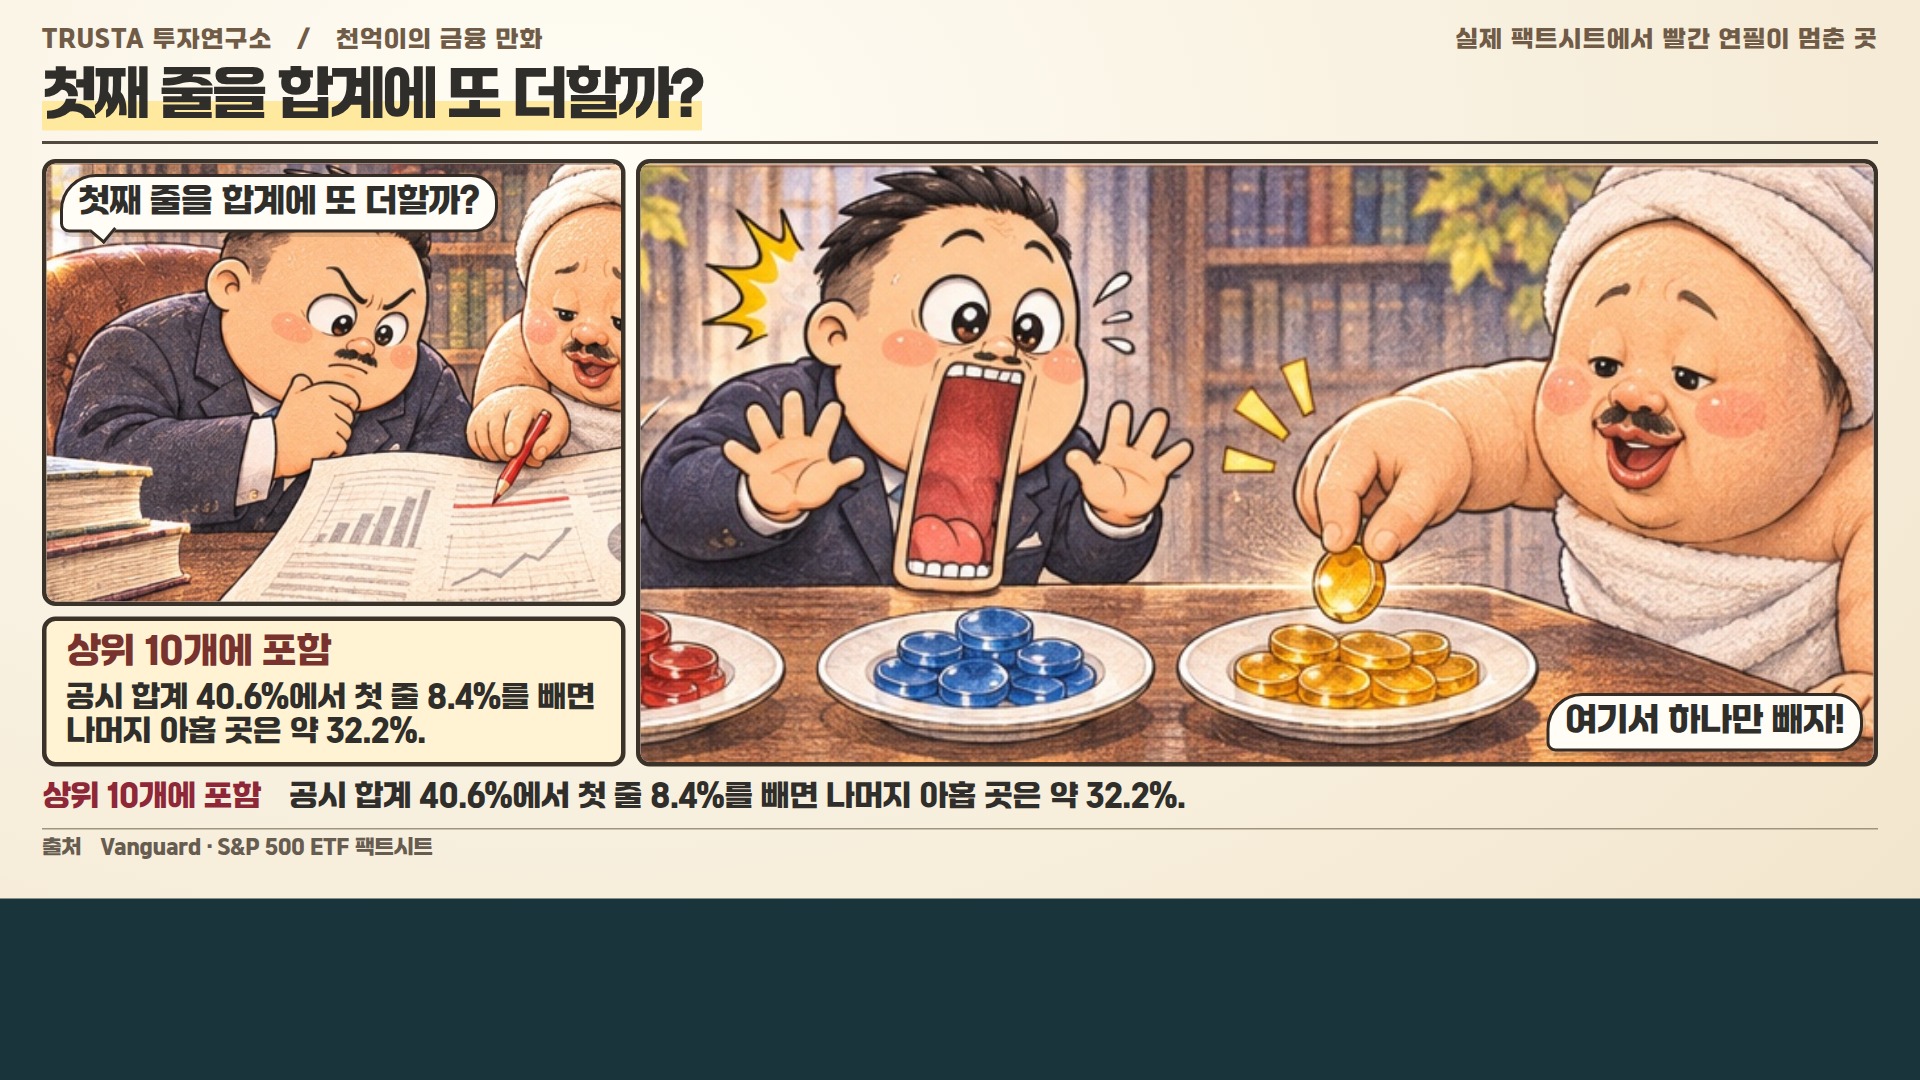 TRUSTA 투자연구소 / 천억이의 금융 만화
실제 팩트시트에서 빨간 연필이 멈춘 곳
첫째 줄을 합계에 또 더할까?
첫째 줄을 합계에 또 더할까?
상위 10개에 포함
공시 합계 40.6%에서 첫 줄 8.4%를 빼면
나머지 아홉 곳은 약 32.2%.
여기서 하나만 빼자!
상위 10개에 포함 공시 합계 40.6%에서 첫 줄 8.4%를 빼면 나머지 아홉 곳은 약 32.2%.
출처 Vanguard · S&P 500 ETF 팩트시트